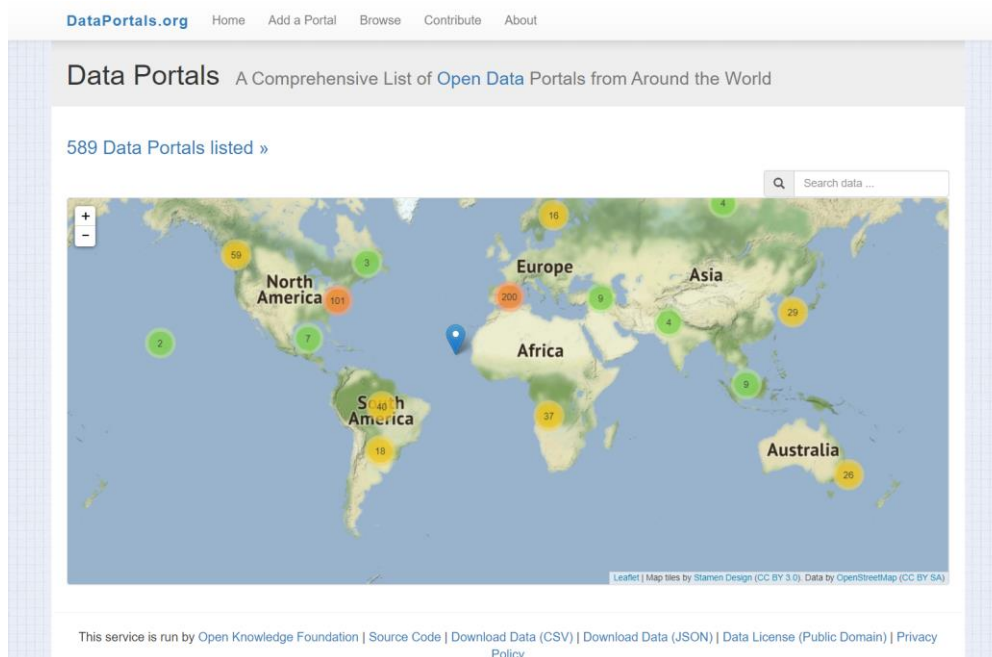 DataPortals.org Home Add a Portal Browse Contribute About
Data Portals A Comprehensive List of Open Data Portals from Around the World
589 Data Portals listed »
Search data ...
+
-
4
16
59
3
Europe
Asia
North
America
101
200
9
29
4
7
2
Africa
9
South
40
America
37
18
Australia
26
Leaflet | Map tiles by Stamen Design (CC BY 3.0). Data by OpenStreetMap (CC BY SA)
This service is run by Open Knowledge Foundation | Source Code | Download Data (CSV) | Download Data (JSON) | Data License (Public Domain) | Privacy
Policy